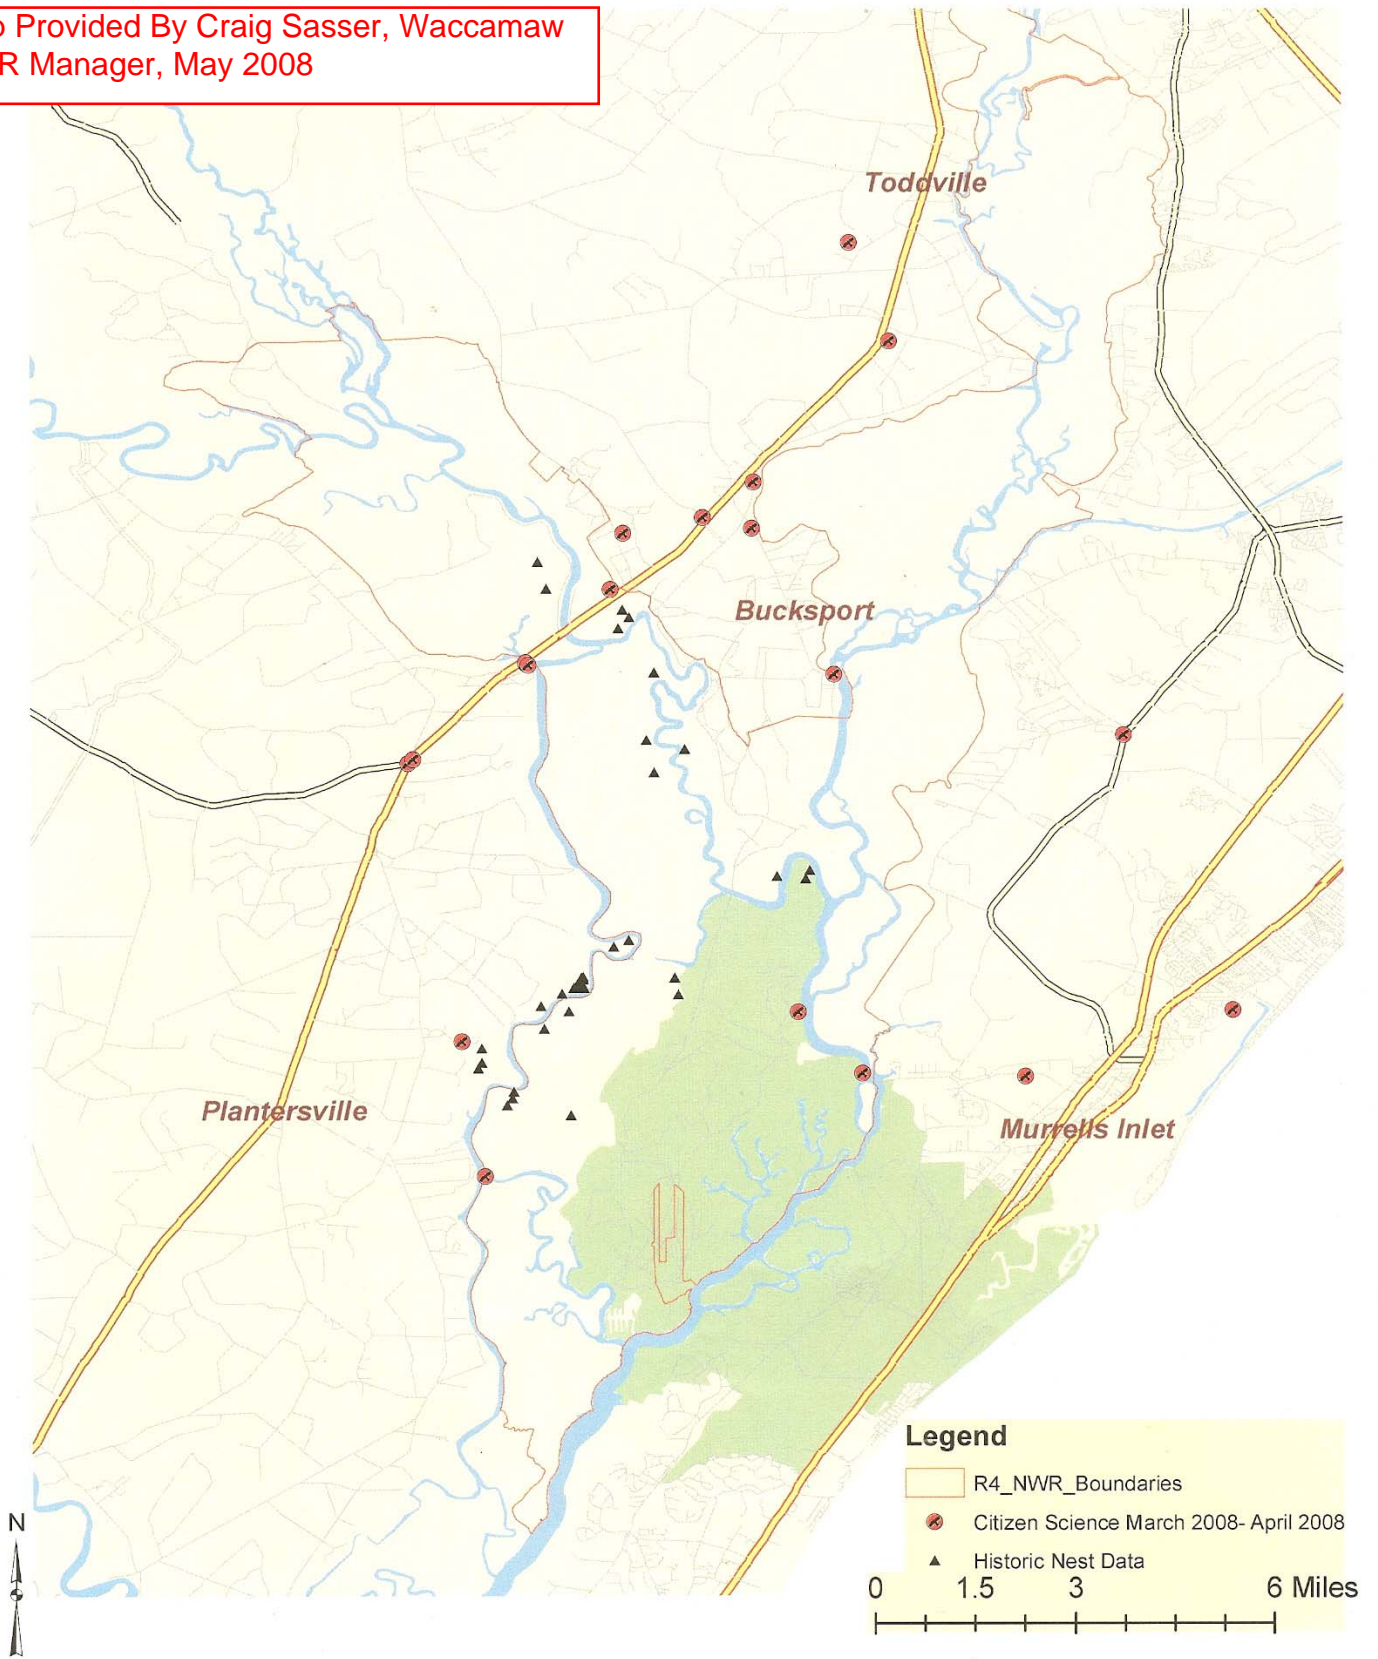 Provided By Craig Sasser, Waccamaw
R Manager, May 2008
Toddville
Bucksport
Plantersville
Murrells Inlet
Legend
R4_NWR_Boundaries
Citizen Science March 2008- April 2008
Historic Nest Data
N
0 1.5 3 6 Miles